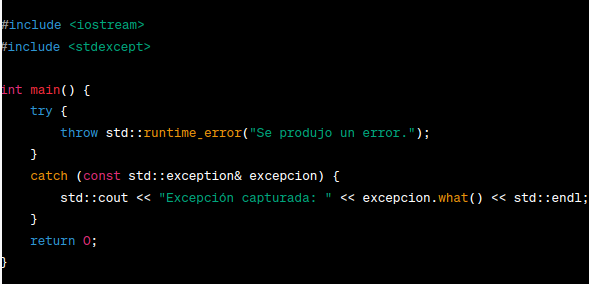 #include <iostream>
#include <stdexcept>
int main() {
try {
throw std::runtime_error("Se produjo un error.");
}
catch (const std::exception& excepcion) {
std::cout << "Excepción capturada: " << excepcion.what() << std::endl;
}
return 0;
}